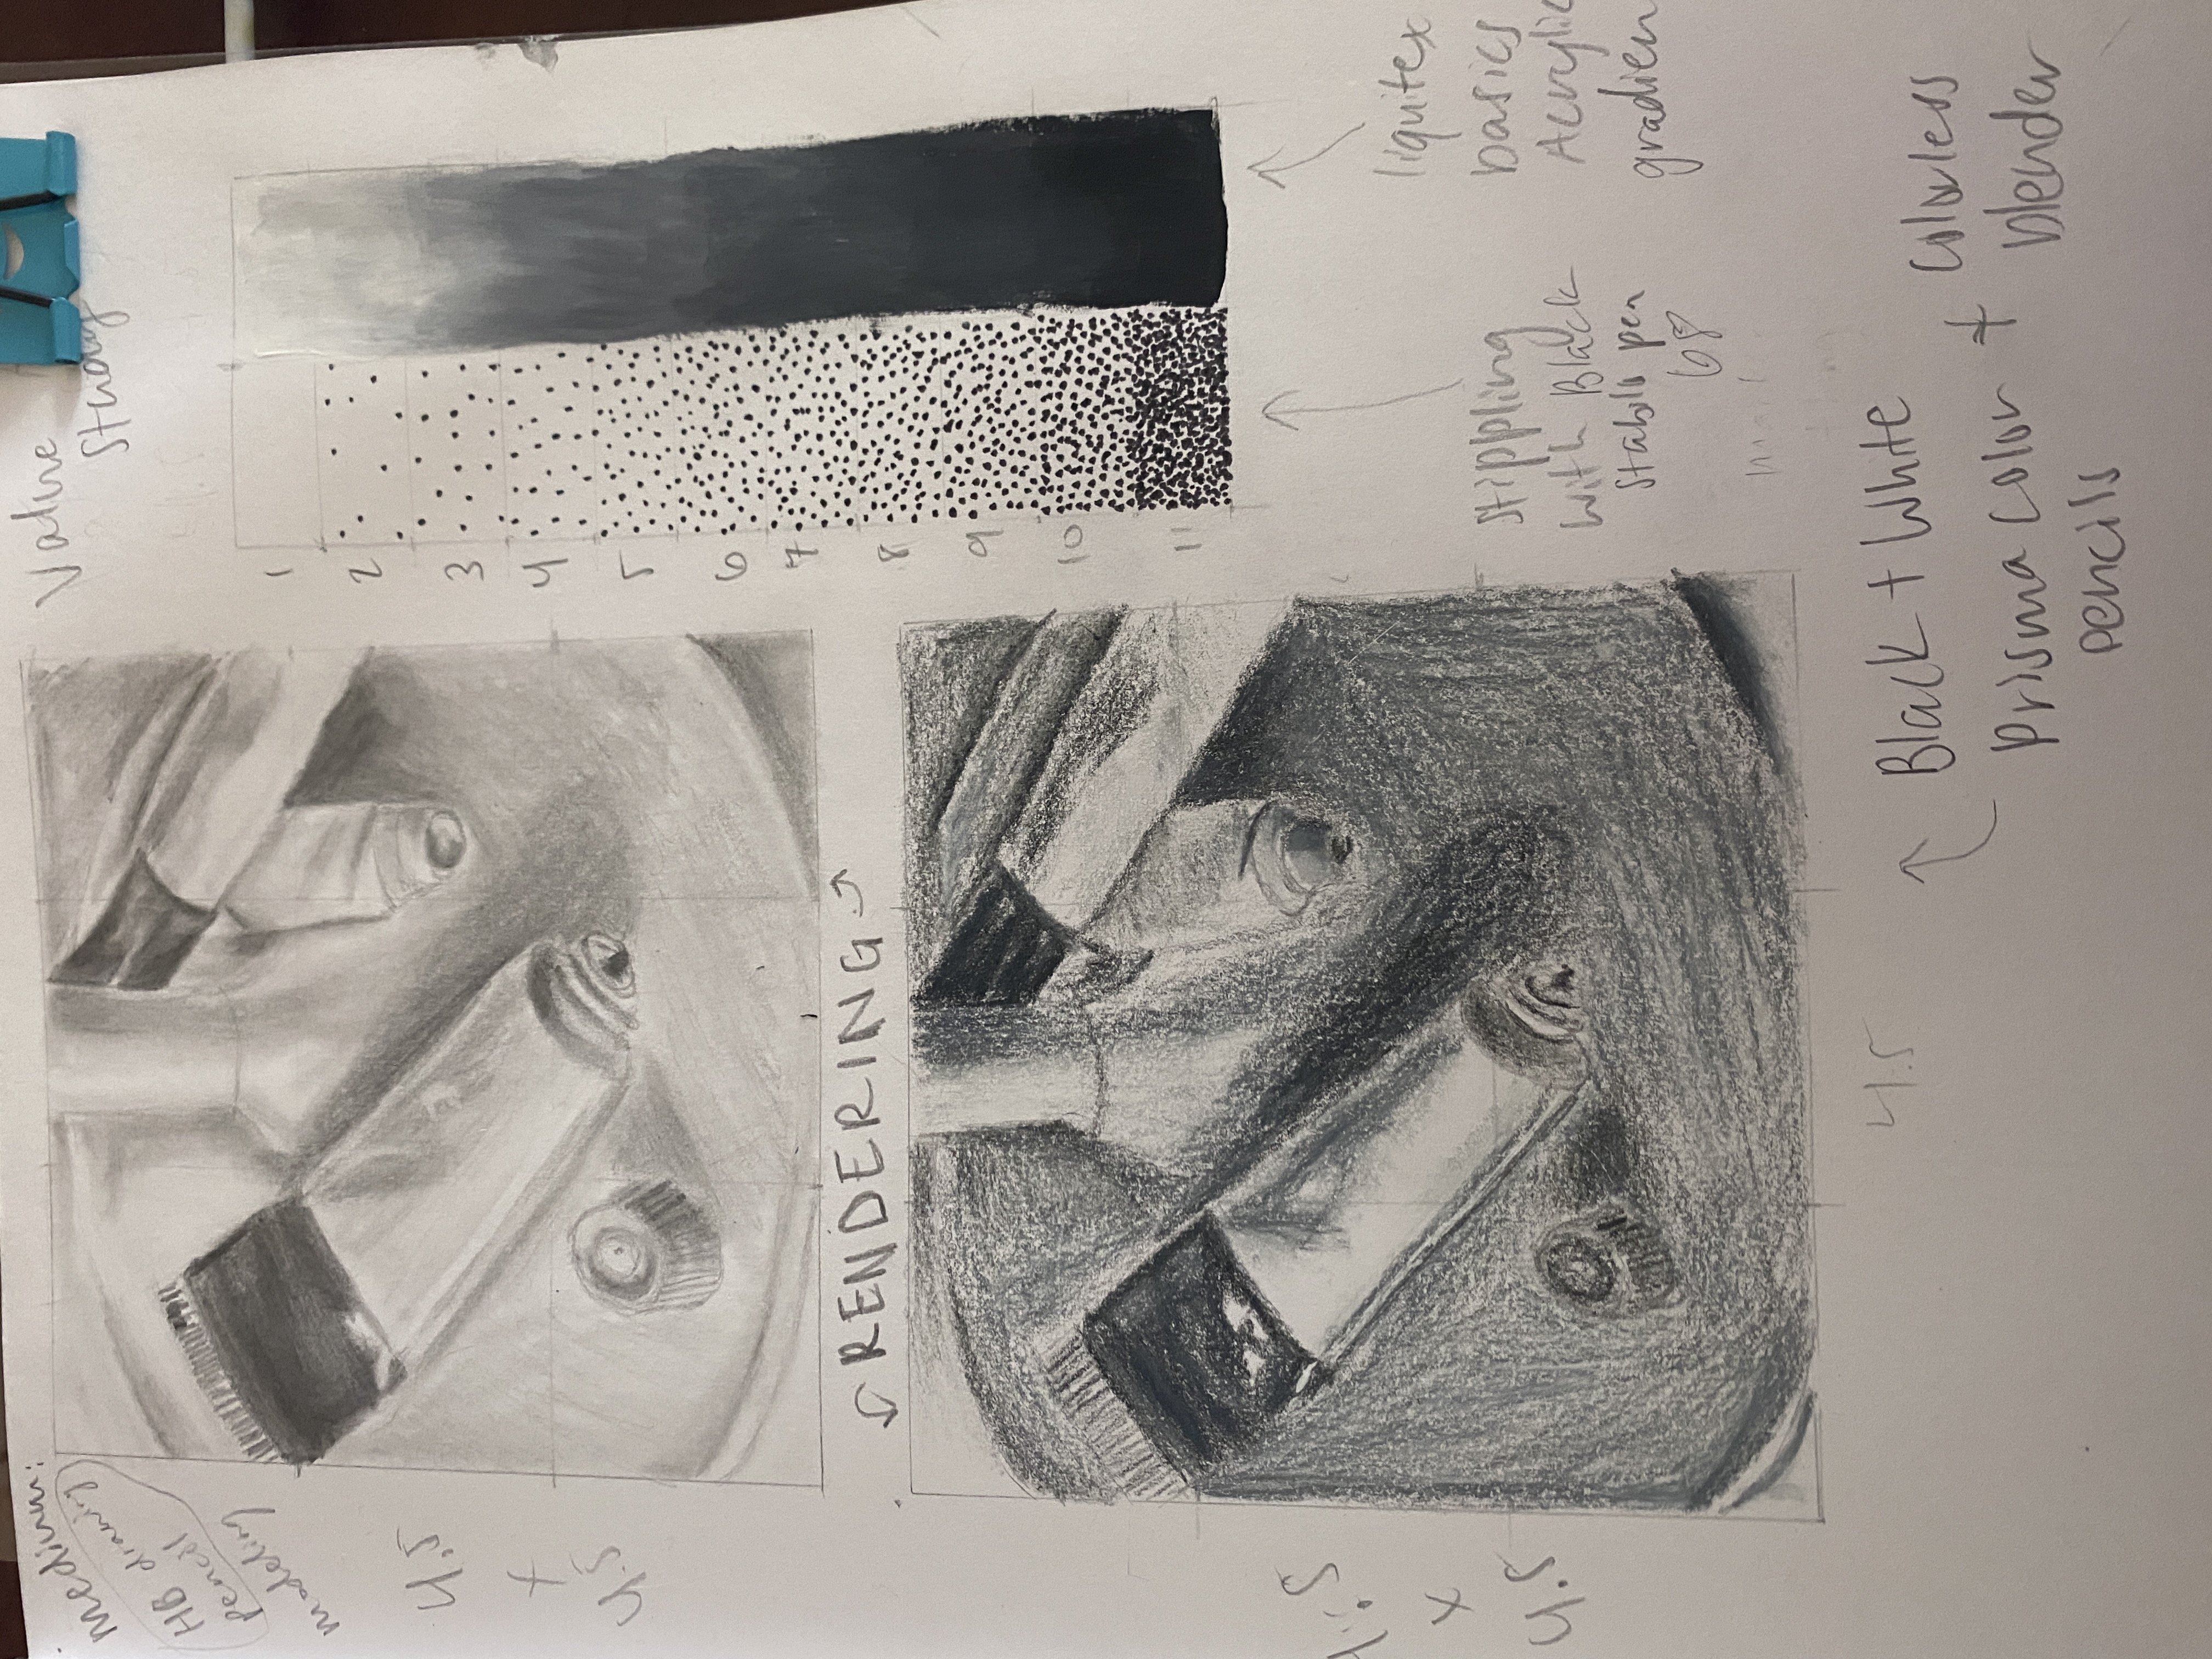 medium:
HB drawing
pencil
modeling
4.5
x
4.5
RENDERING
4.5
x
4.5
4.5
Value
Study
1
2
3
4
5
6
7
8
9
10
11
stippling
with Black
Stabilo pen
68
liquitex
basics
Acrylic
gradien
Black + White
Prisma color
pencils
+ Colorless
blender